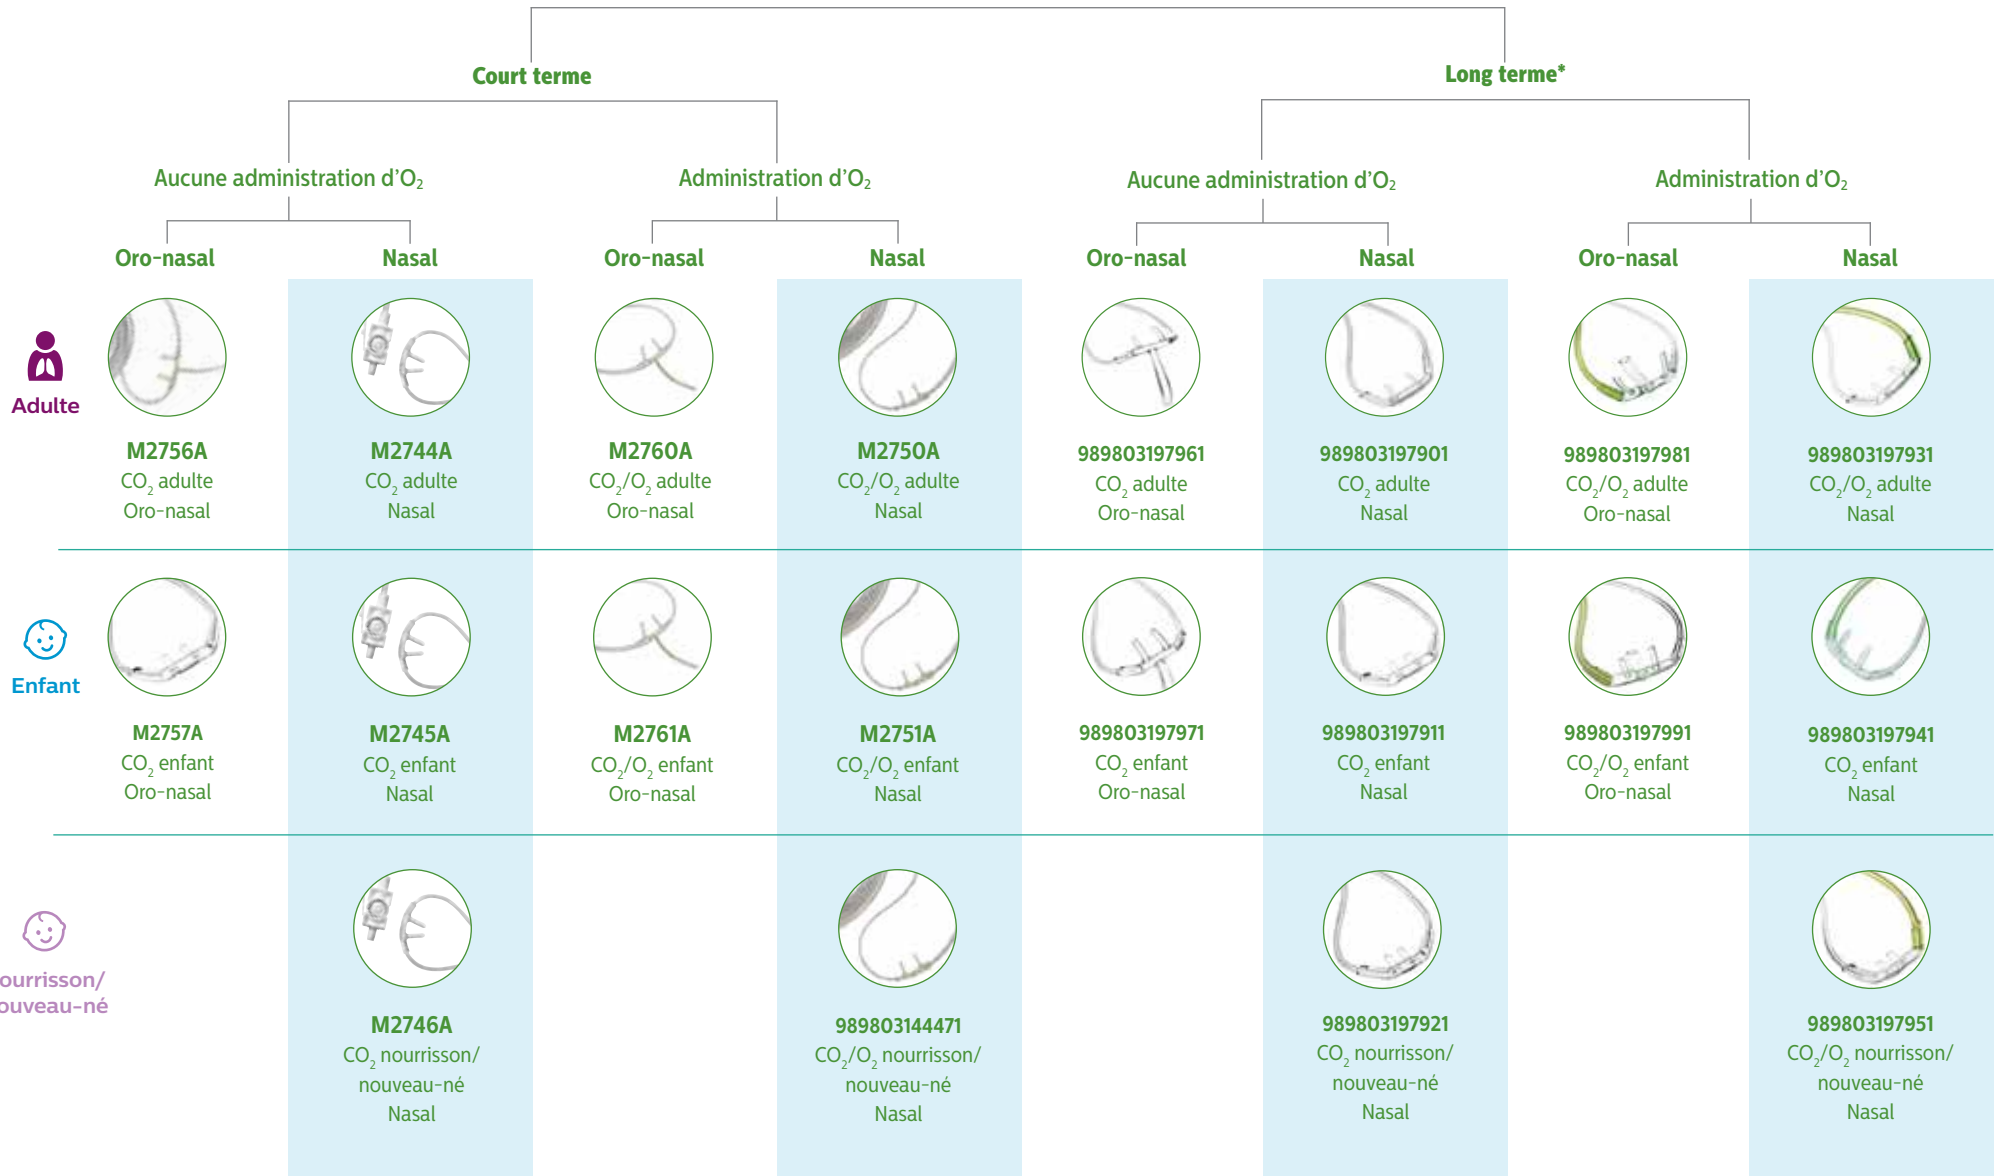 Court terme
Long terme*
Aucune administration d'O₂
Administration d'O₂
Aucune administration d'O₂
Administration d'O₂
Oro-nasal
Nasal
Oro-nasal
Nasal
Oro-nasal
Nasal
Oro-nasal
Nasal
Adulte
M2756A
CO₂ adulte
Oro-nasal
M2744A
CO₂ adulte
Nasal
M2760A
CO₂/O₂ adulte
Oro-nasal
M2750A
CO₂/O₂ adulte
Nasal
989803197961
CO₂ adulte
Oro-nasal
989803197901
CO₂ adulte
Nasal
989803197981
CO₂/O₂ adulte
Oro-nasal
989803197931
CO₂/O₂ adulte
Nasal
Enfant
M2757A
CO₂ enfant
Oro-nasal
M2745A
CO₂ enfant
Nasal
M2761A
CO₂/O₂ enfant
Oro-nasal
M2751A
CO₂/O₂ enfant
Nasal
989803197971
CO₂ enfant
Oro-nasal
989803197911
CO₂ enfant
Nasal
989803197991
CO₂/O₂ enfant
Oro-nasal
989803197941
CO₂ enfant
Nasal
ourrisson/
ouveau-né
M2746A
CO₂ nourrisson/
nouveau-né
Nasal
989803144471
CO₂/O₂ nourrisson/
nouveau-né
Nasal
989803197921
CO₂ nourrisson/
nouveau-né
Nasal
989803197951
CO₂/O₂ nourrisson/
nouveau-né
Nasal